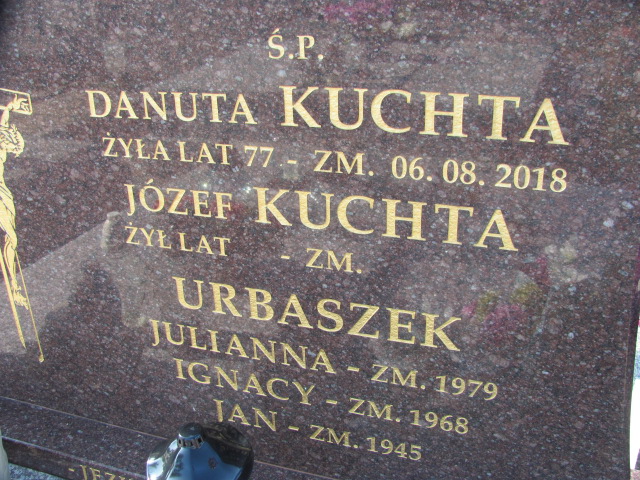 Ś.P.
DANUTA KUCHTA
ŻYŁA LAT 77 - ZM. 06.08.2018
JÓZEF KUCHTA
ŻYŁ LAT - ZM.
URBASZEK
JULIANNA - ZM. 1979
IGNACY - ZM. 1968
JAN - ZM. 1945